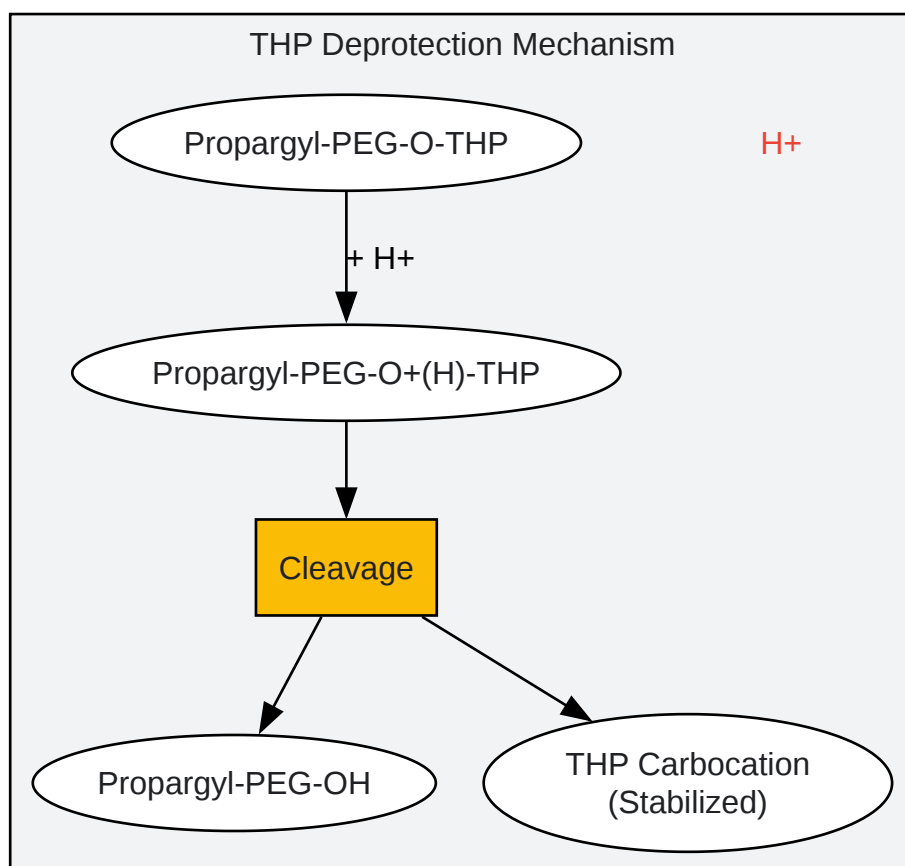 THP Deprotection Mechanism
Propargyl-PEG-O-THP
H+
+ H+
Propargyl-PEG-O+(H)-THP
Cleavage
Propargyl-PEG-OH
THP Carbocation
(Stabilized)